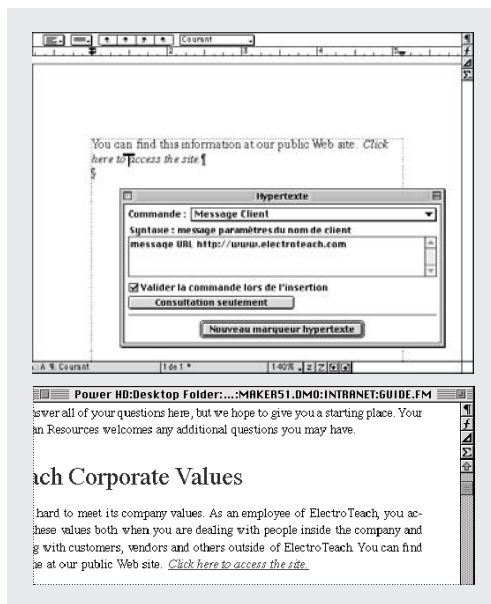 Courant
You can find this information at our public Web site. Click
here to access the site.¶
§
Hypertexte
Commande : Message Client
Syntaxe : message paramètres du nom de client
message URL http://www.electroteach.com
Valider la commande lors de l'insertion
Consultation seulement
Nouveau marqueur hypertexte
A ¶: Courant 1 de 1 * 140%
Power HD:Desktop Folder:...:MAKER51.DMO:INTRANET:GUIDE.FM
nswer all of your questions here, but we hope to give you a starting place. Your
an Resources welcomes any additional questions you may have.
ach Corporate Values
hard to meet its company values. As an employee of ElectroTeach, you ac-
hese values both when you are dealing with people inside the company and
g with customers, vendors and others outside of ElectroTeach. You can find
e at our public Web site. Click here to access the site.